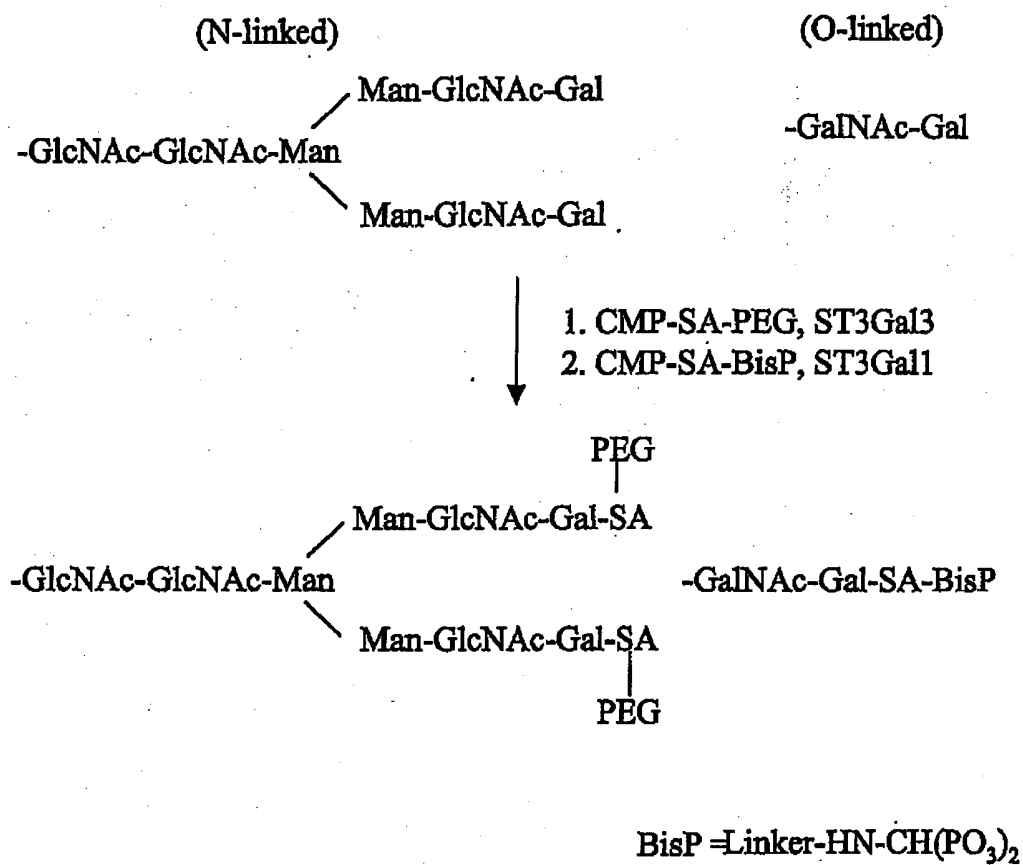 (N-linked) (O-linked)
Man-GlcNAc-Gal
-GalNAc-Gal
-GlcNAc-GlcNAc-Man
Man-GlcNAc-Gal
1. CMP-SA-PEG, ST3Gal3
2. CMP-SA-BisP, ST3Gal1
PEG
Man-GlcNAc-Gal-SA
-GlcNAc-GlcNAc-Man -GalNAc-Gal-SA-BisP
Man-GlcNAc-Gal-SA
PEG
BisP =Linker-HN-CH(PO₃)₂